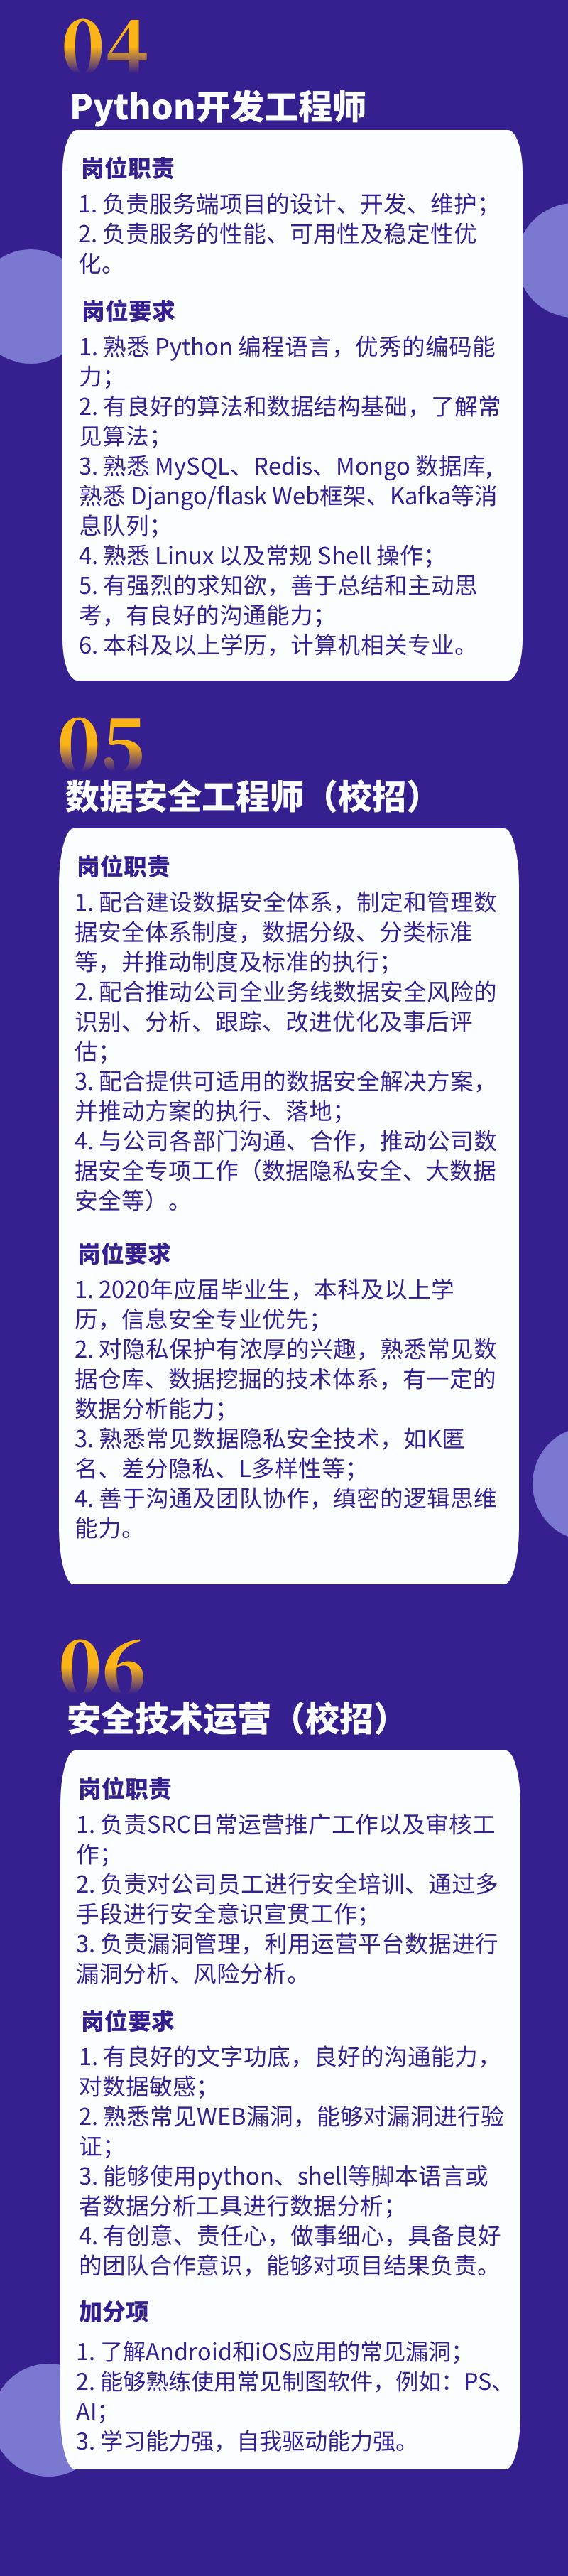 04
Python开发工程师
岗位职责
1. 负责服务端项目的设计、开发、维护；
2. 负责服务的性能、可用性及稳定性优
化。
岗位要求
1. 熟悉 Python 编程语言，优秀的编码能
力；
2. 有良好的算法和数据结构基础，了解常
见算法；
3. 熟悉 MySQL、Redis、Mongo 数据库,
熟悉 Django/flask Web框架、Kafka等消
息队列；
4. 熟悉 Linux 以及常规 Shell 操作；
5. 有强烈的求知欲，善于总结和主动思
考，有良好的沟通能力；
6. 本科及以上学历，计算机相关专业。
05
数据安全工程师（校招）
岗位职责
1. 配合建设数据安全体系，制定和管理数
据安全体系制度，数据分级、分类标准
等，并推动制度及标准的执行；
2. 配合推动公司全业务线数据安全风险的
识别、分析、跟踪、改进优化及事后评
估；
3. 配合提供可适用的数据安全解决方案，
并推动方案的执行、落地；
4. 与公司各部门沟通、合作，推动公司数
据安全专项工作（数据隐私安全、大数据
安全等）。
岗位要求
1. 2020年应届毕业生，本科及以上学
历，信息安全专业优先；
2. 对隐私保护有浓厚的兴趣，熟悉常见数
据仓库、数据挖掘的技术体系，有一定的
数据分析能力；
3. 熟悉常见数据隐私安全技术，如K匿
名、差分隐私、L多样性等；
4. 善于沟通及团队协作，缜密的逻辑思维
能力。
06
安全技术运营（校招）
岗位职责
1. 负责SRC日常运营推广工作以及审核工
作；
2. 负责对公司员工进行安全培训、通过多
手段进行安全意识宣贯工作；
3. 负责漏洞管理，利用运营平台数据进行
漏洞分析、风险分析。
岗位要求
1. 有良好的文字功底，良好的沟通能力，
对数据敏感；
2. 熟悉常见WEB漏洞，能够对漏洞进行验
证；
3. 能够使用python、shell等脚本语言或
者数据分析工具进行数据分析；
4. 有创意、责任心，做事细心，具备良好
的团队合作意识，能够对项目结果负责。
加分项
1. 了解Android和iOS应用的常见漏洞；
2. 能够熟练使用常见制图软件，例如：PS、
AI；
3. 学习能力强，自我驱动能力强。